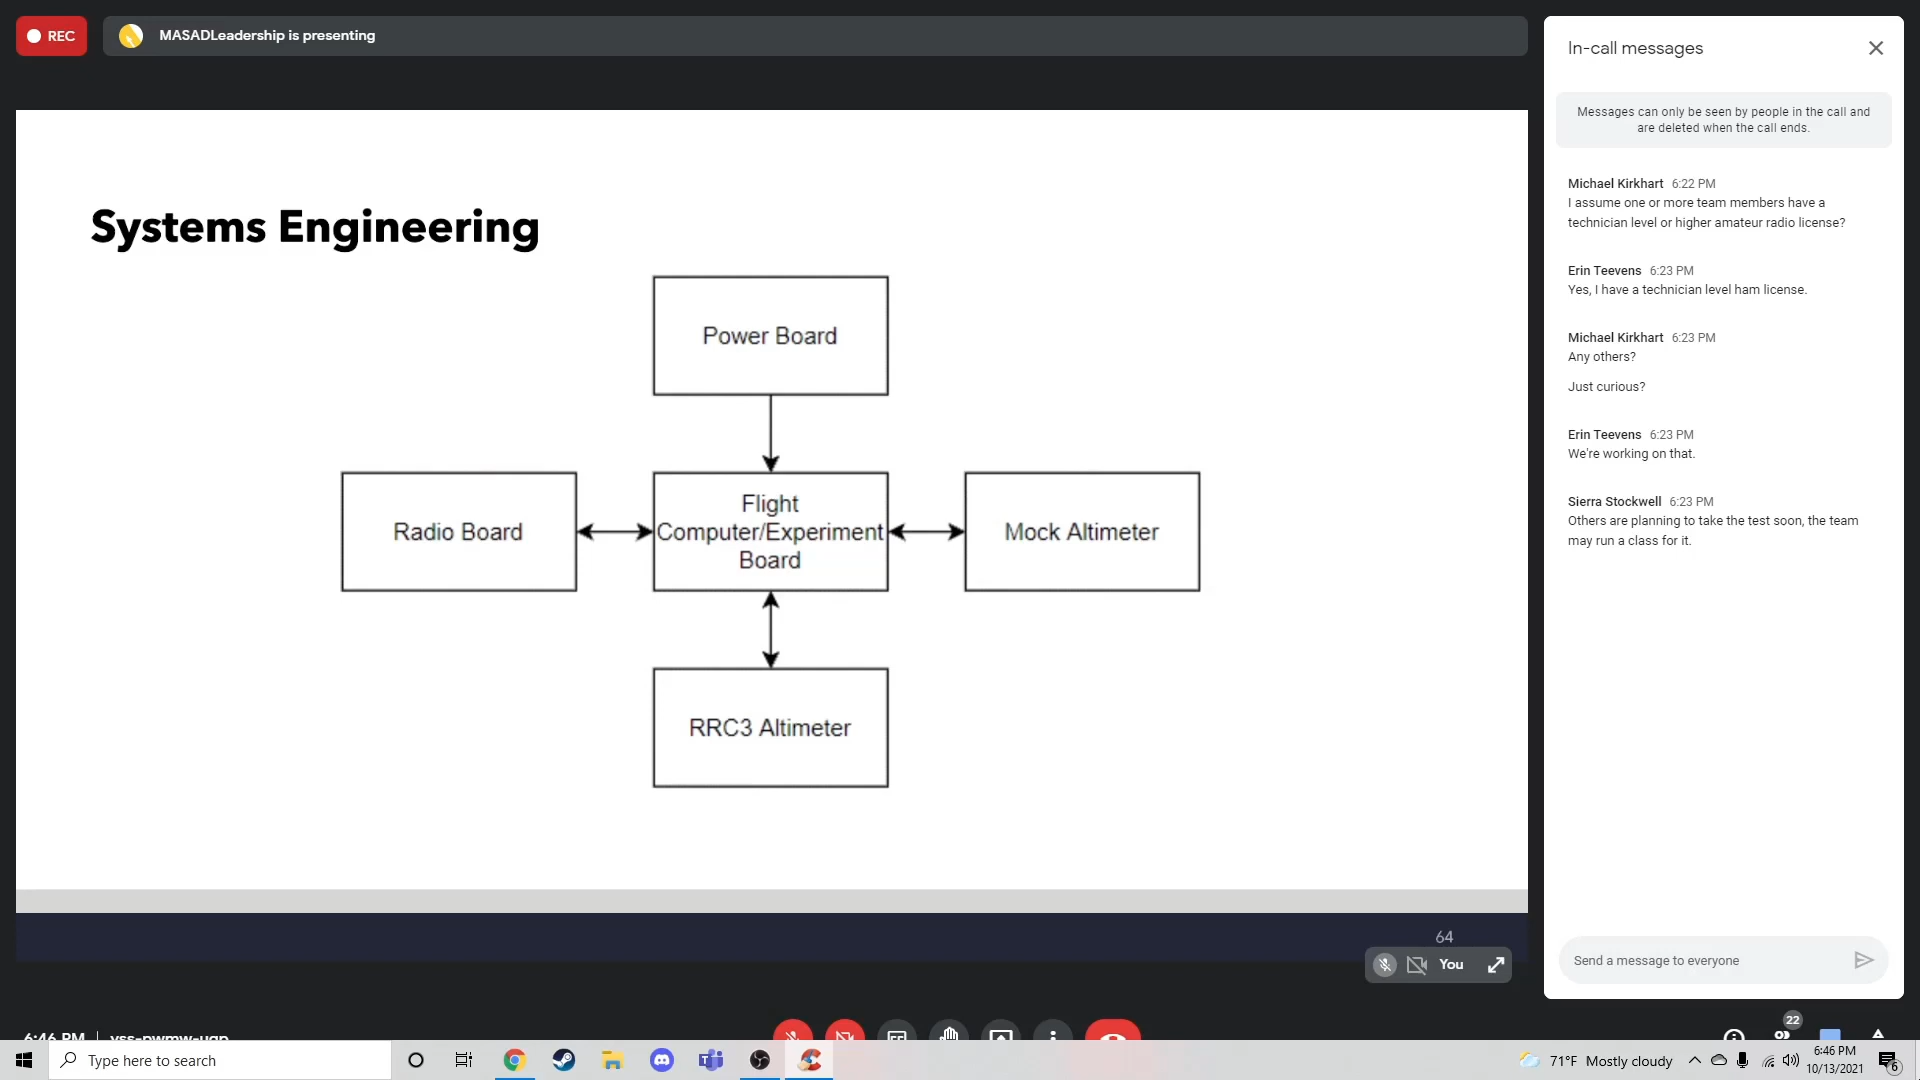 REC
MASADLeadership is presenting
Systems Engineering
Power Board
Radio Board
Flight
Computer/Experiment
Board
Mock Altimeter
RRC3 Altimeter
64
You
In-call messages
Messages can only be seen by people in the call and
are deleted when the call ends.
Michael Kirkhart 6:22 PM
I assume one or more team members have a
technician level or higher amateur radio license?
Erin Teevens 6:23 PM
Yes, I have a technician level ham license.
Michael Kirkhart 6:23 PM
Any others?
Just curious?
Erin Teevens 6:23 PM
We're working on that.
Sierra Stockwell 6:23 PM
Others are planning to take the test soon, the team
may run a class for it.
Send a message to everyone
6:46 PM
22
Type here to search
71°F Mostly cloudy
6:46 PM
10/13/2021
6